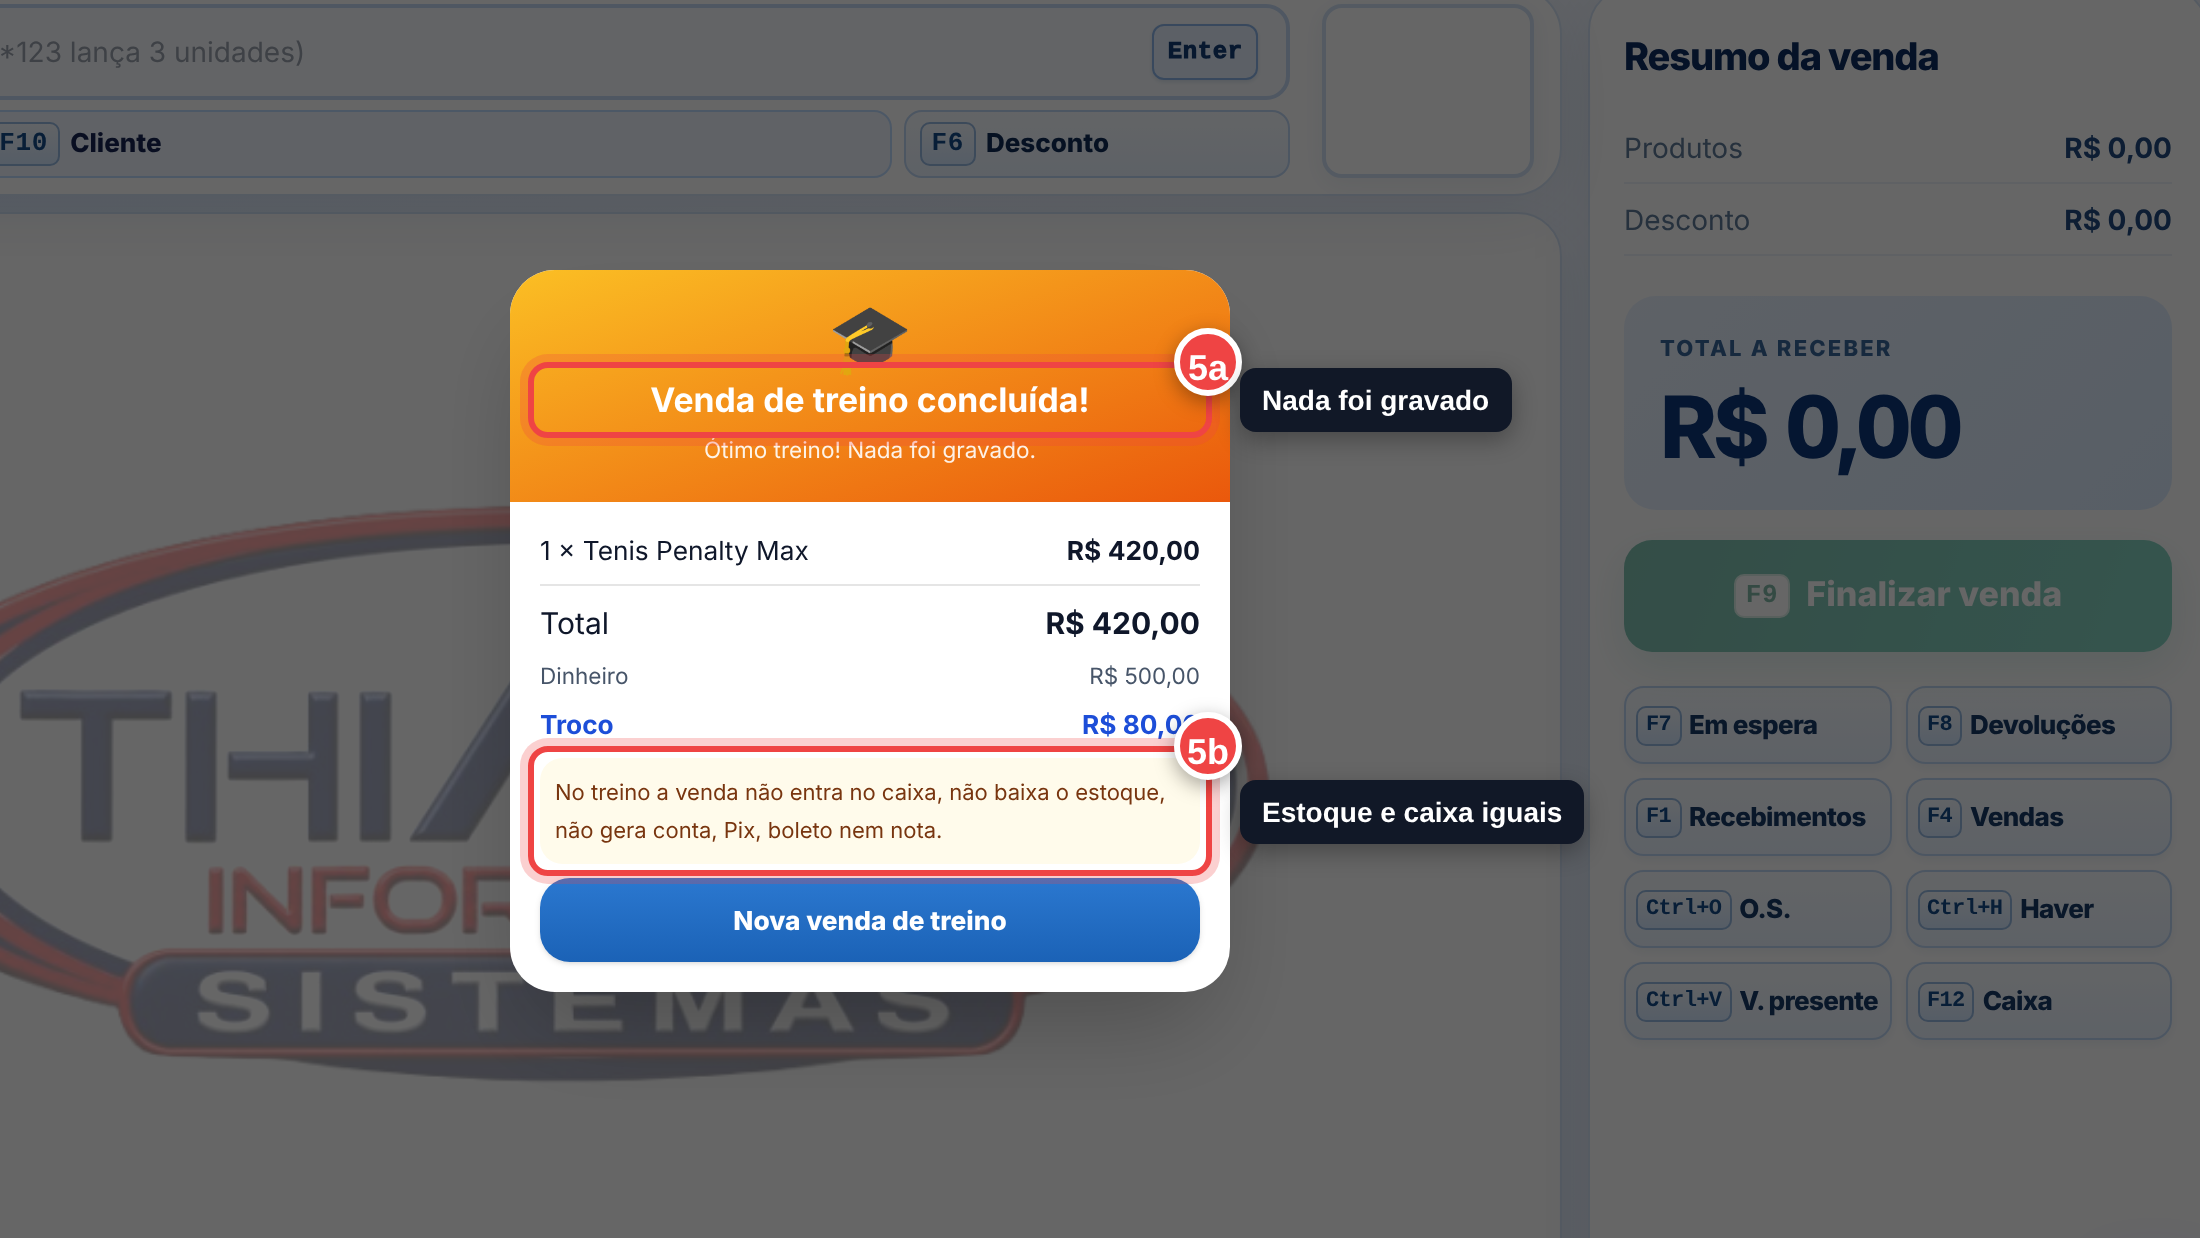 *123 lança 3 unidades)
Enter
F10 Cliente
F6 Desconto
Resumo da venda
Produtos R$ 0,00
Desconto R$ 0,00
TOTAL A RECEBER
R$ 0,00
F9 Finalizar venda
F7 Em espera
F8 Devoluções
F1 Recebimentos
F4 Vendas
Ctrl+O O.S.
Ctrl+H Haver
Ctrl+V V. presente
F12 Caixa
Venda de treino concluída!
5a
Nada foi gravado
Ótimo treino! Nada foi gravado.
1 × Tenis Penalty Max R$ 420,00
Total R$ 420,00
Dinheiro R$ 500,00
Troco R$ 80,0
5b
No treino a venda não entra no caixa, não baixa o estoque,
não gera conta, Pix, boleto nem nota.
Estoque e caixa iguais
Nova venda de treino
THI
INFOR
SISTEMAS